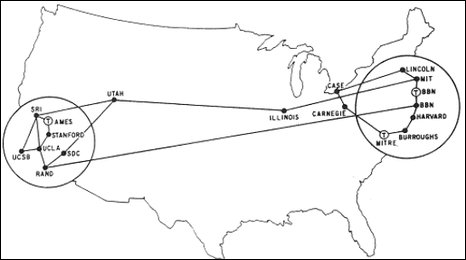 LINCOLN
MIT
CASE
T BBN
UTAH
BBN
SRI
T AMES
ILLINOIS
CARNEGIE
HARVARD
STANFORD
BURROUGHS
T
MITRE
UCLA
UCSB
SDC
RAND